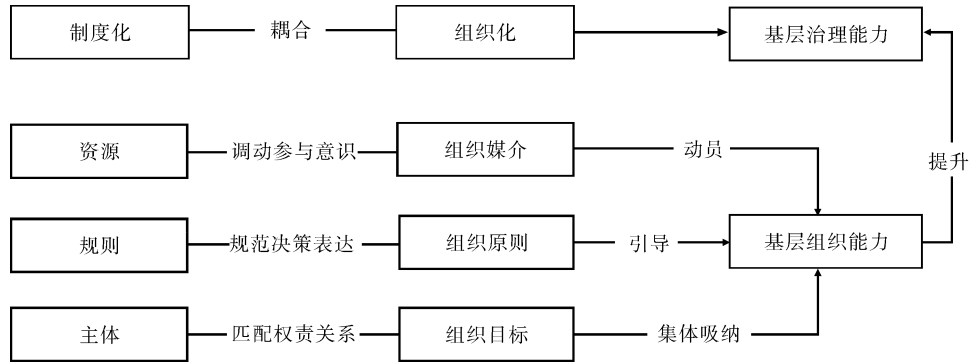 制度化 耦合 组织化 基层治理能力
资源 调动参与意识 组织媒介 动员 提升
规则 规范决策表达 组织原则 引导 基层组织能力
主体 匹配权责关系 组织目标 集体吸纳